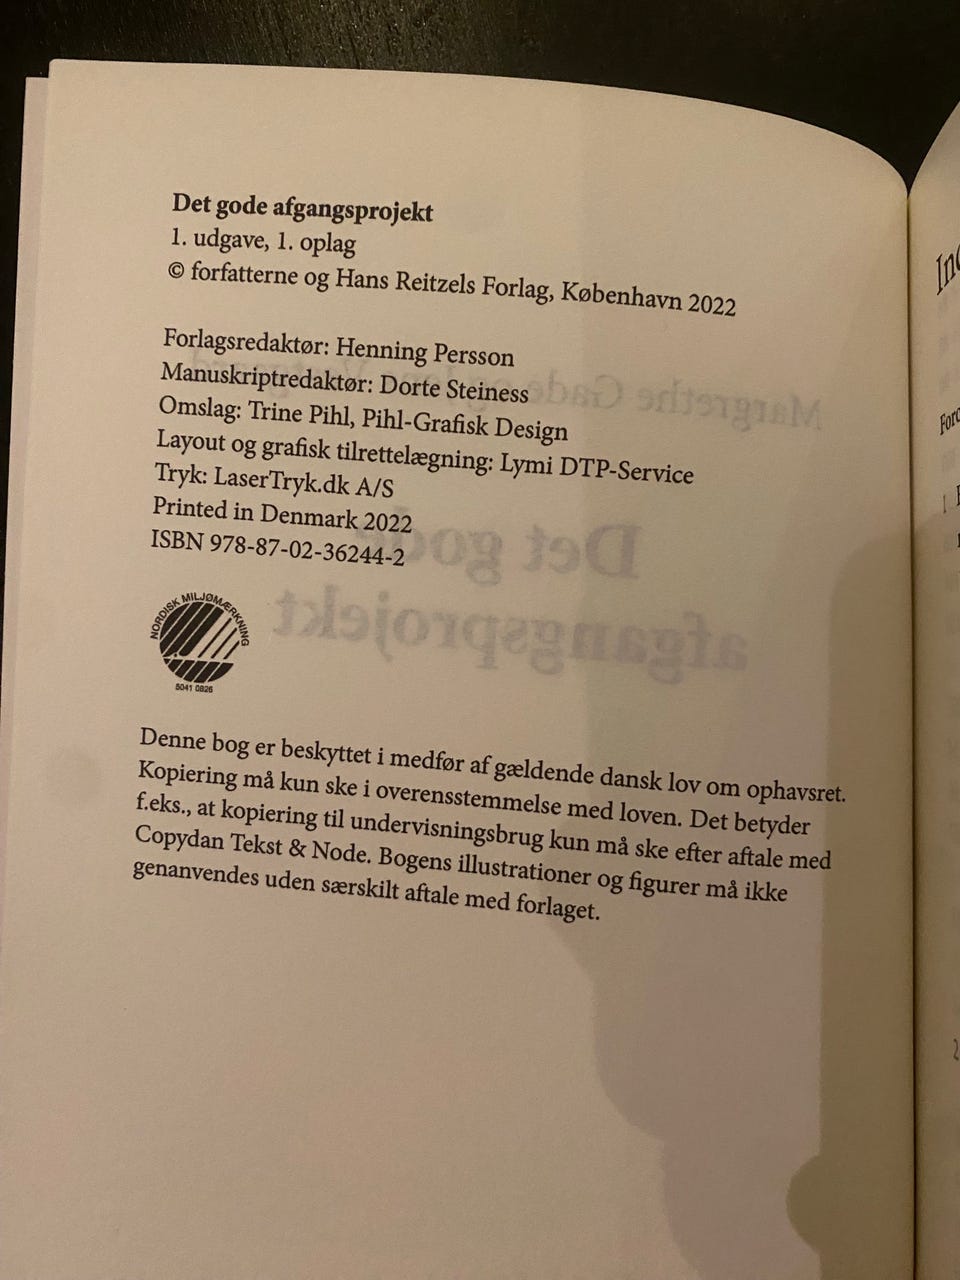 Det gode afgangsprojekt
1. udgave, 1. oplag
© forfatterne og Hans Reitzels Forlag, København 2022
Forlagsredaktør: Henning Persson
Manuskriptredaktør: Dorte Steiness
Omslag: Trine Pihl, Pihl-Grafisk Design
Layout og grafisk tilrettelægning: Lymi DTP-Service
Tryk: LaserTryk.dk A/S
Printed in Denmark 2022
ISBN 978-87-02-36244-2
NORDISK MILJØMÆRKNING
5041 0826
Denne bog er beskyttet i medfør af gældende dansk lov om ophavsret.
Kopiering må kun ske i overensstemmelse med loven. Det betyder
f.eks., at kopiering til undervisningsbrug kun må ske efter aftale med
Copydan Tekst & Node. Bogens illustrationer og figurer må ikke
genanvendes uden særskilt aftale med forlaget.